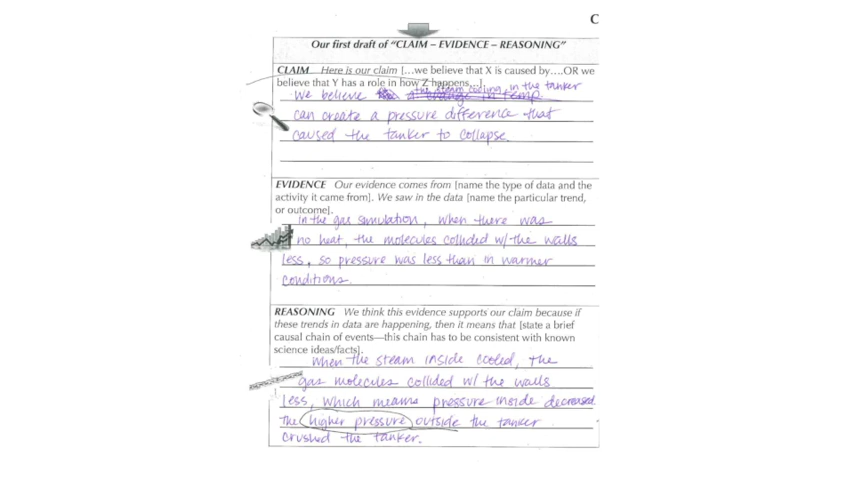 C
Our first draft of "CLAIM – EVIDENCE – REASONING"
CLAIM Here is our claim [...we believe that X is caused by....OR we
believe that Y has a role in how Z happens...]
the steam cooling in the tanker
We believe a change in temp
can create a pressure difference that
caused the tanker to collapse.
EVIDENCE Our evidence comes from [name the type of data and the
activity it came from]. We saw in the data [name the particular trend,
or outcome].
In the gas simulation, when there was
no heat, the molecules collided w/ the walls
less, so pressure was less than in warmer
conditions.
REASONING We think this evidence supports our claim because if
these trends in data are happening, then it means that [state a brief
causal chain of events—this chain has to be consistent with known
science ideas/facts].
When the steam inside cooled, the
gas molecules collided w/ the walls
less, which means pressure inside decreased.
the higher pressure outside the tanker
crushed the tanker.